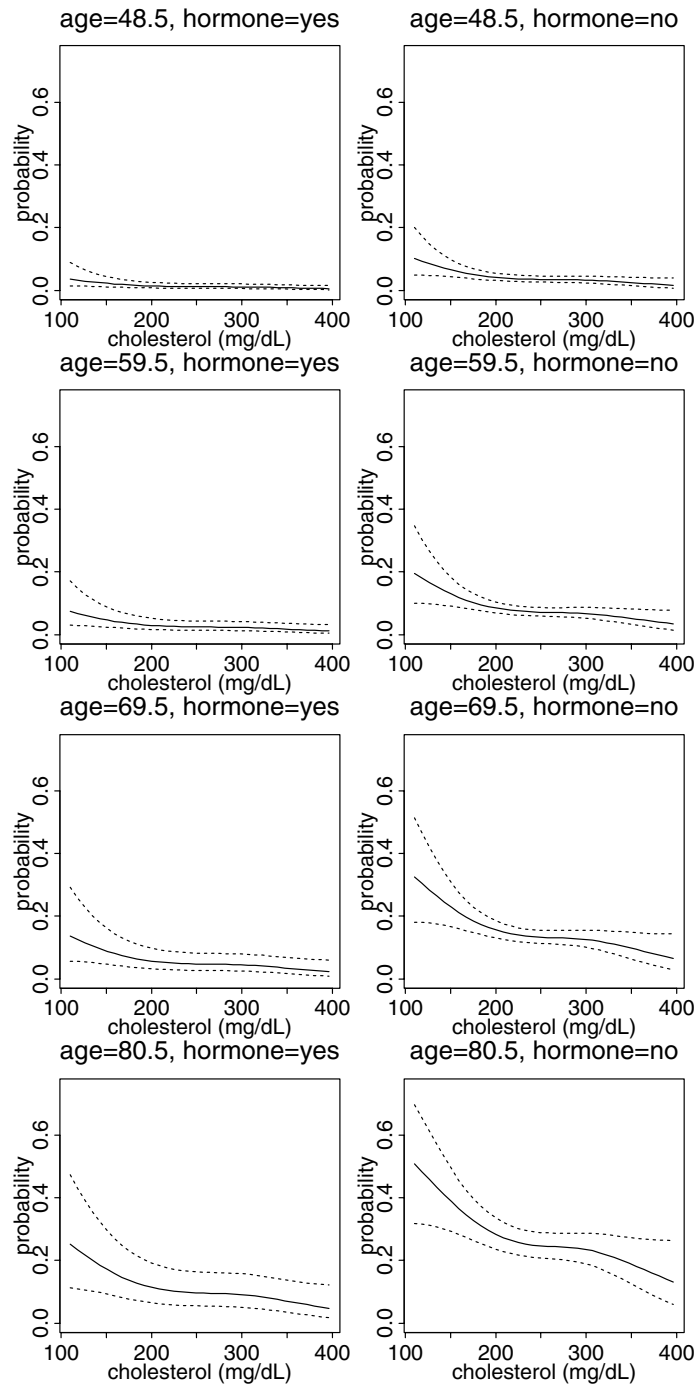 age=48.5, hormone=yes
probability
0.0 0.2 0.4 0.6
100 200 300 400
cholesterol (mg/dL)
age=48.5, hormone=no
probability
0.0 0.2 0.4 0.6
100 200 300 400
cholesterol (mg/dL)
age=59.5, hormone=yes
probability
0.0 0.2 0.4 0.6
100 200 300 400
cholesterol (mg/dL)
age=59.5, hormone=no
probability
0.0 0.2 0.4 0.6
100 200 300 400
cholesterol (mg/dL)
age=69.5, hormone=yes
probability
0.0 0.2 0.4 0.6
100 200 300 400
cholesterol (mg/dL)
age=69.5, hormone=no
probability
0.0 0.2 0.4 0.6
100 200 300 400
cholesterol (mg/dL)
age=80.5, hormone=yes
probability
0.0 0.2 0.4 0.6
100 200 300 400
cholesterol (mg/dL)
age=80.5, hormone=no
probability
0.0 0.2 0.4 0.6
100 200 300 400
cholesterol (mg/dL)